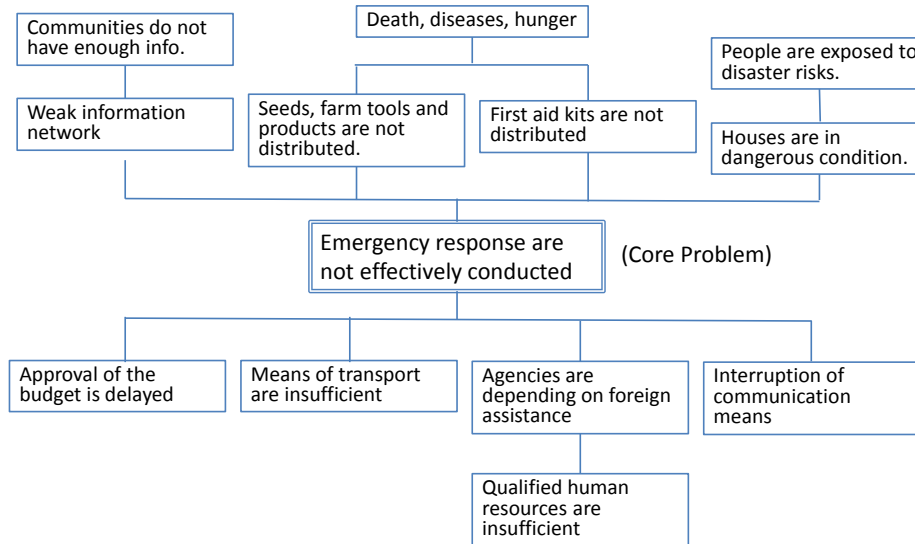 Communities do not
have enough info.
Death, diseases, hunger
People are exposed to
disaster risks.
Weak information
network
Seeds, farm tools and
products are not
distributed.
First aid kits are not
distributed
Houses are in
dangerous condition.
Emergency response are
not effectively conducted
(Core Problem)
Approval of the
budget is delayed
Means of transport
are insufficient
Agencies are
depending on foreign
assistance
Interruption of
communication
means
Qualified human
resources are
insufficient